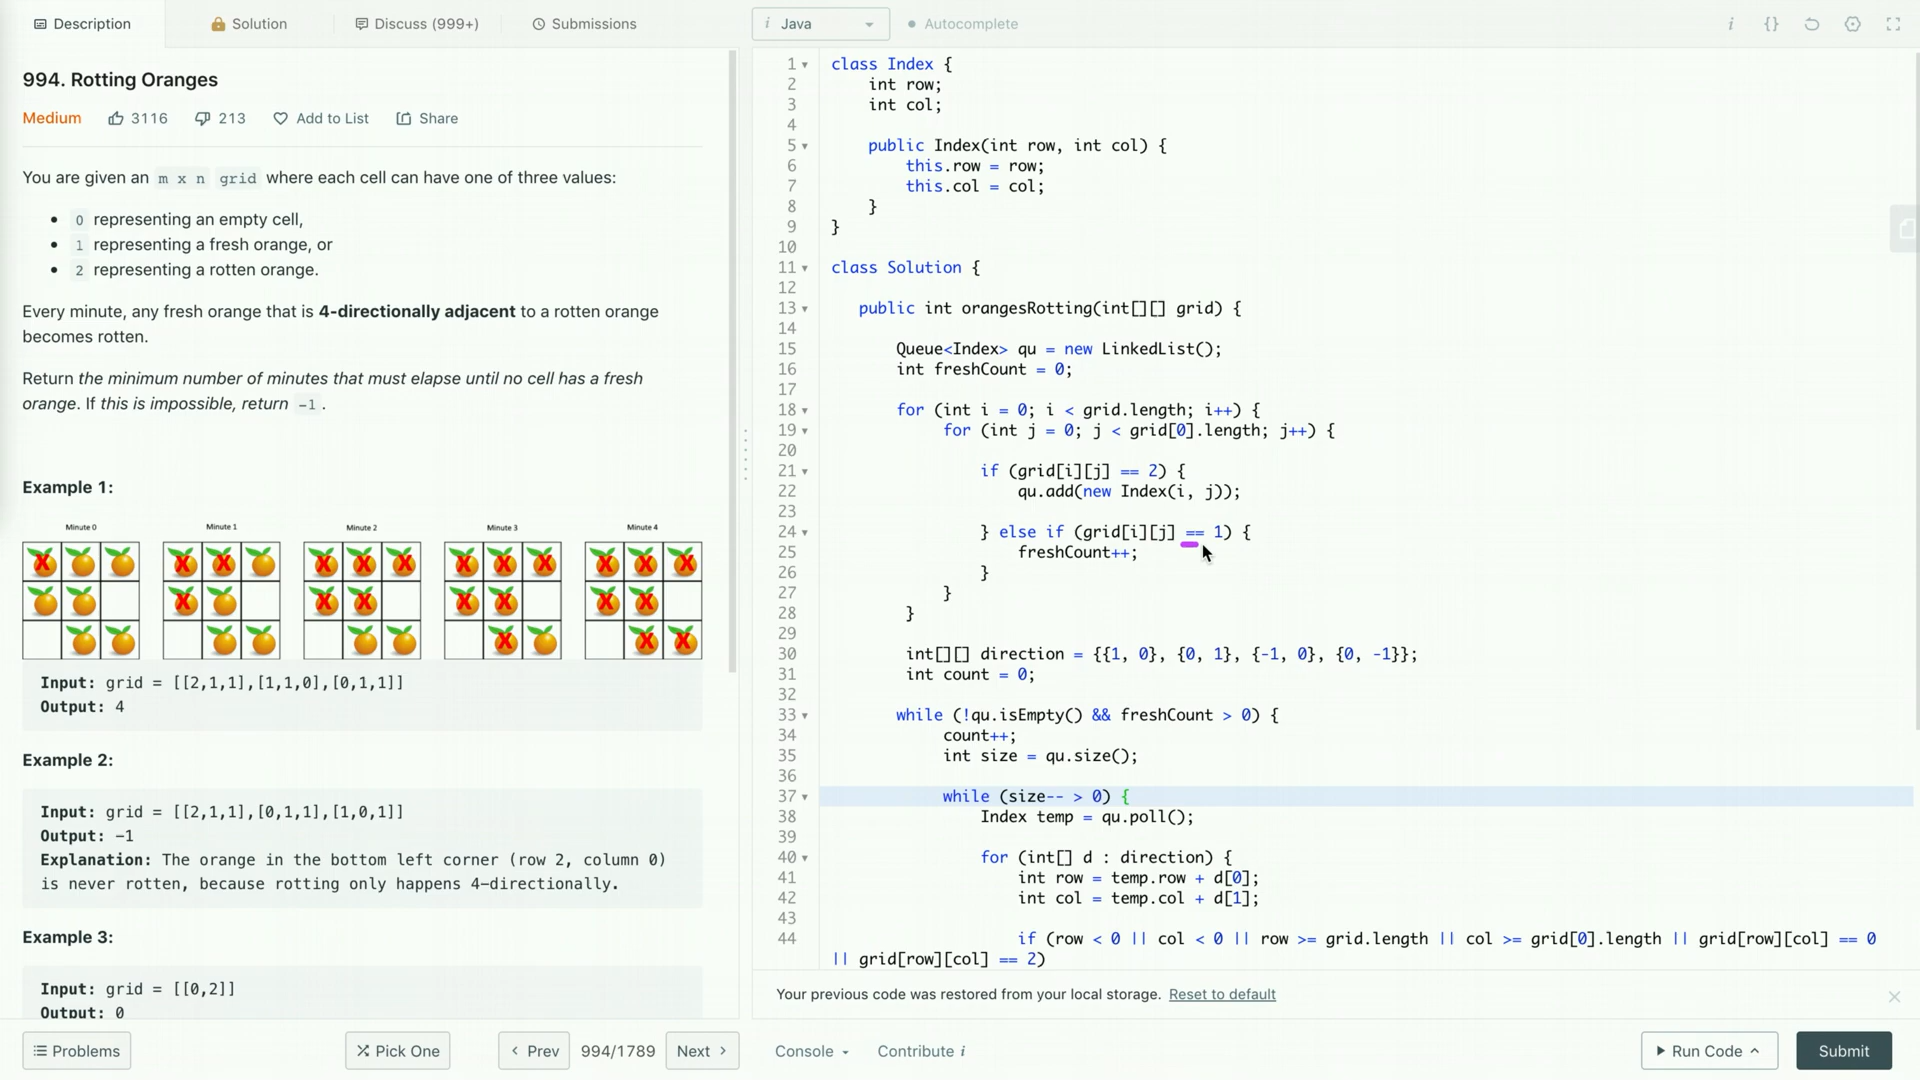 Description
Solution
Discuss (999+)
Submissions
i Java
Autocomplete
i
{}
994. Rotting Oranges
Medium
3116
213
Add to List
Share
You are given an m x n grid where each cell can have one of three values:
• 0 representing an empty cell,
• 1 representing a fresh orange, or
• 2 representing a rotten orange.
Every minute, any fresh orange that is 4-directionally adjacent to a rotten orange
becomes rotten.
Return the minimum number of minutes that must elapse until no cell has a fresh
orange. If this is impossible, return -1 .
Example 1:
Minute 0
Minute 1
Minute 2
Minute 3
Minute 4
Input: grid = [[2,1,1],[1,1,0],[0,1,1]]
Output: 4
Example 2:
Input: grid = [[2,1,1],[0,1,1],[1,0,1]]
Output: -1
Explanation: The orange in the bottom left corner (row 2, column 0)
is never rotten, because rotting only happens 4-directionally.
Example 3:
Input: grid = [[0,2]]
Output: 0
1 class Index {
2 int row;
3 int col;
4
5 public Index(int row, int col) {
6 this.row = row;
7 this.col = col;
8 }
9 }
10
11 class Solution {
12
13 public int orangesRotting(int[][] grid) {
14
15 Queue<Index> qu = new LinkedList();
16 int freshCount = 0;
17
18 for (int i = 0; i < grid.length; i++) {
19 for (int j = 0; j < grid[0].length; j++) {
20
21 if (grid[i][j] == 2) {
22 qu.add(new Index(i, j));
23
24 } else if (grid[i][j] == 1) {
25 freshCount++;
26 }
27 }
28 }
29
30 int[][] direction = {{1, 0}, {0, 1}, {-1, 0}, {0, -1}};
31 int count = 0;
32
33 while (!qu.isEmpty() && freshCount > 0) {
34 count++;
35 int size = qu.size();
36
37 while (size-- > 0) {
38 Index temp = qu.poll();
39
40 for (int[] d : direction) {
41 int row = temp.row + d[0];
42 int col = temp.col + d[1];
43
44 if (row < 0 || col < 0 || row >= grid.length || col >= grid[0].length || grid[row][col] == 0
|| grid[row][col] == 2)
Your previous code was restored from your local storage. Reset to default
Problems
Pick One
Prev
994/1789
Next
Console
Contribute i
Run Code
Submit